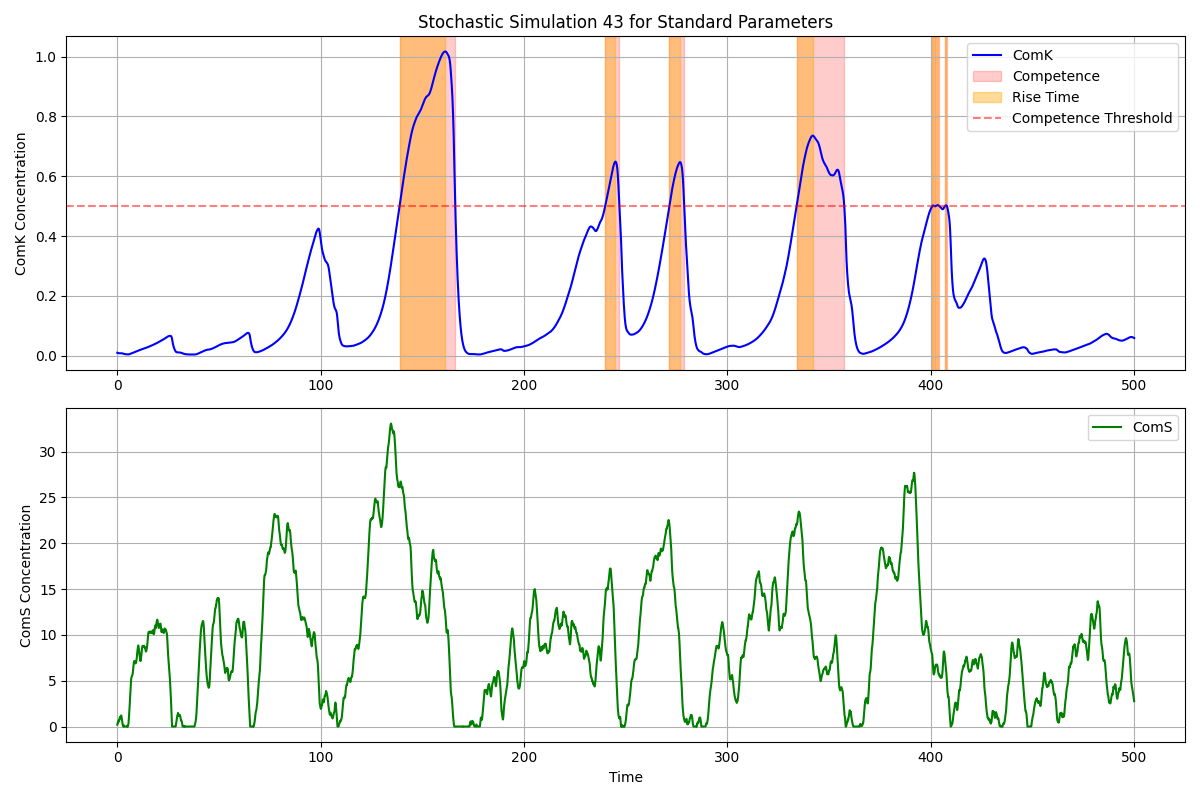 Stochastic Simulation 43 for Standard Parameters
ComK Concentration
1.0
0.8
0.6
0.4
0.2
0.0
ComK
Competence
Rise Time
Competence Threshold
0 100 200 300 400 500
ComS Concentration
30
25
20
15
10
5
0
ComS
0 100 200 300 400 500
Time